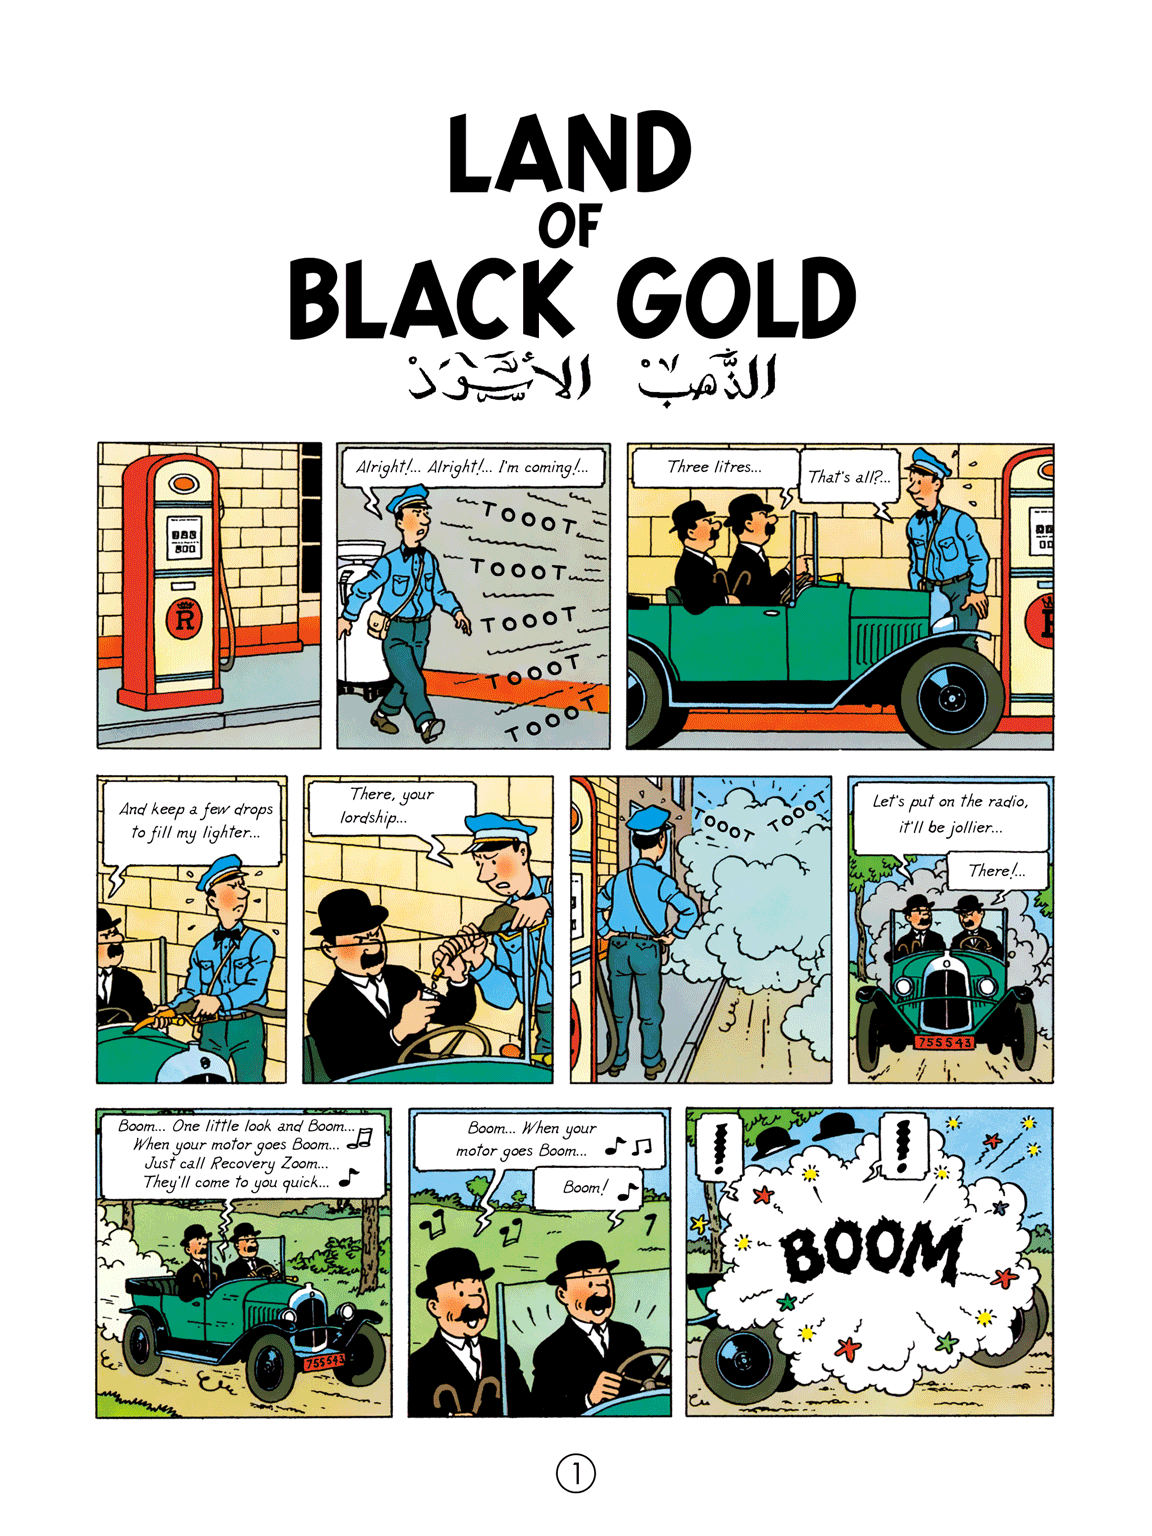 LAND
OF
BLACK GOLD
الذَّهب الأسْوَد
R
Alright!... Alright!... I'm coming!...
TOOOT
TOOOT
TOOOT
TOOOT
TOOOT
Three litres...
That's all?...
R
And keep a few drops
to fill my lighter...
There, your
lordship...
TOOOT TOOOT
Let's put on the radio,
it'll be jollier...
There!...
755543
Boom... One little look and Boom...
When your motor goes Boom...
Just call Recovery Zoom...
They'll come to you quick...
755543
Boom... When your
motor goes Boom...
Boom!
!
!
BOOM
1